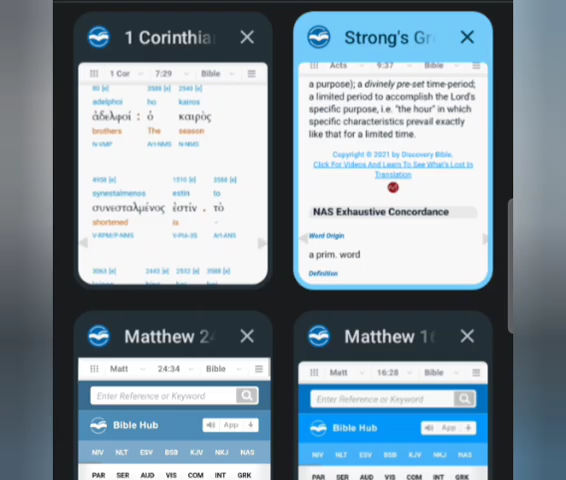 1 Corinthia
Strong's Gr
1 Cor 7:29 Bible
80 [e] 3588 [e] 2540 [e]
adelphoi ho kairos
ἀδελφοί : ὁ καιρὸς
brothers The season
N-VMP Art-NMS N-NMS
4958 [e] 1510 [e] 3588 [e]
synestalmenos estin to
συνεσταλμένος ἐστίν . τὸ
shortened is -
V-RPM/P-NMS V-PIA-3S Art-ANS
3063 [e] 2443 [e] 2532 [e] 3588 [e]
Acts 9:37 Bible
a purpose); a divinely pre-set time-period;
a limited period to accomplish the Lord's
specific purpose, i.e. "the hour" in which
specific characteristics prevail exactly
like that for a limited time.
Copyright © 2021 by Discovery Bible.
Click For Videos And Learn To See What's Lost In
Translation
NAS Exhaustive Concordance
Word Origin
a prim. word
Definition
Matthew 24
Matthew 16
Matt 24:34 Bible
Enter Reference or Keyword
Bible Hub App
NIV NLT ESV BSB KJV NKJ NAS
PAR SER AUD VIS COM INT GRK
Matt 16:28 Bible
Enter Reference or Keyword
Bible Hub App
NIV NLT ESV BSB KJV NKJ NAS
PAR SER AUD VIS COM INT GRK